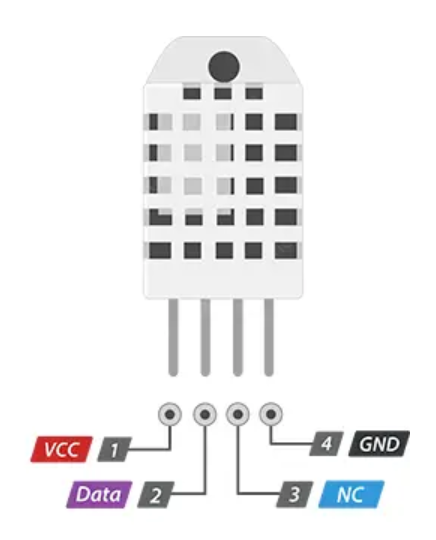 VCC 1
4 GND
Data 2
3 NC